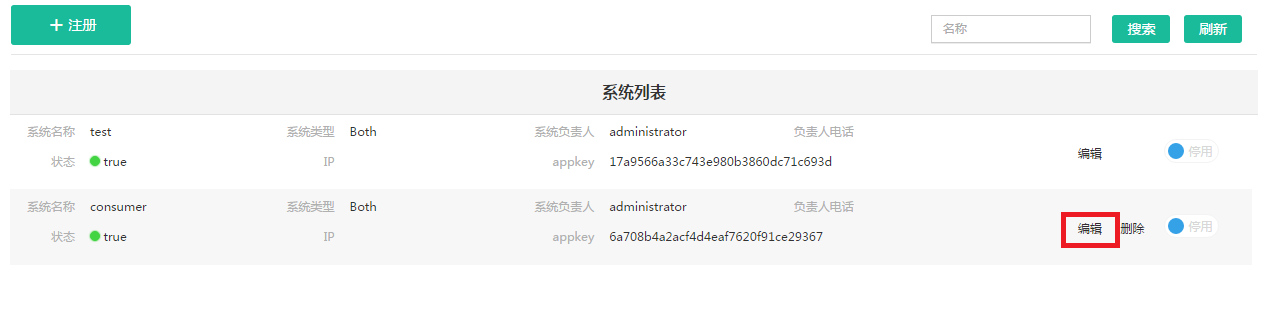 + 注册
名称 搜索 刷新
系统列表
系统名称 test 系统类型 Both 系统负责人 administrator 负责人电话
状态 true IP appkey 17a9566a33c743e980b3860dc71c693d
编辑 停用
系统名称 consumer 系统类型 Both 系统负责人 administrator 负责人电话
状态 true IP appkey 6a708b4a2acf4d4eaf7620f91ce29367
编辑 删除 停用